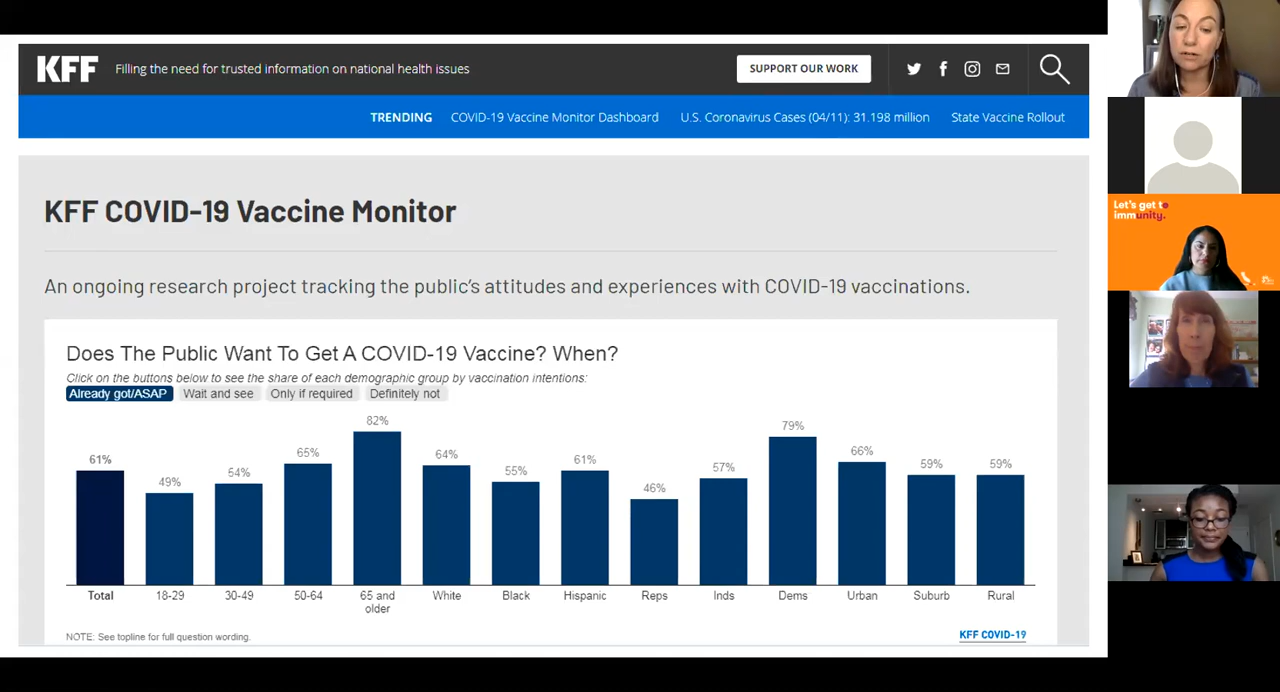 KFF Filling the need for trusted information on national health issues SUPPORT OUR WORK
TRENDING COVID-19 Vaccine Monitor Dashboard U.S. Coronavirus Cases (04/11): 31.198 million State Vaccine Rollout
KFF COVID-19 Vaccine Monitor
An ongoing research project tracking the public's attitudes and experiences with COVID-19 vaccinations.
Does The Public Want To Get A COVID-19 Vaccine? When?
Click on the buttons below to see the share of each demographic group by vaccination intentions:
Already got/ASAP Wait and see Only if required Definitely not
61% 49% 54% 65% 82% 64% 55% 61% 46% 57% 79% 66% 59% 59%
Total 18-29 30-49 50-64 65 and older White Black Hispanic Reps Inds Dems Urban Suburb Rural
NOTE: See topline for full question wording.
KFF COVID-19
Let's get to
immunity.